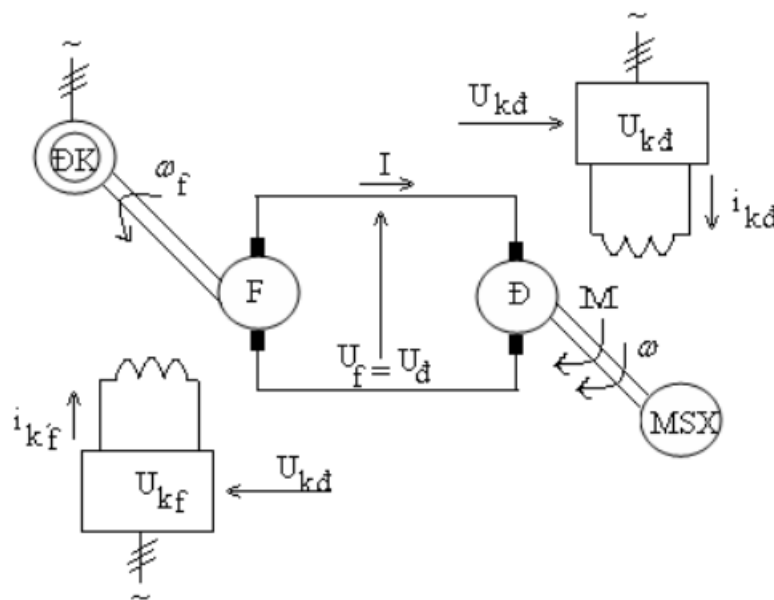 ~
~
U_kđ
U_kđ
ĐK
ω_f
I
i_kđ
F
Đ
M
ω
U_f = U_đ
i_kf
MSX
U_kf
U_kđ
~